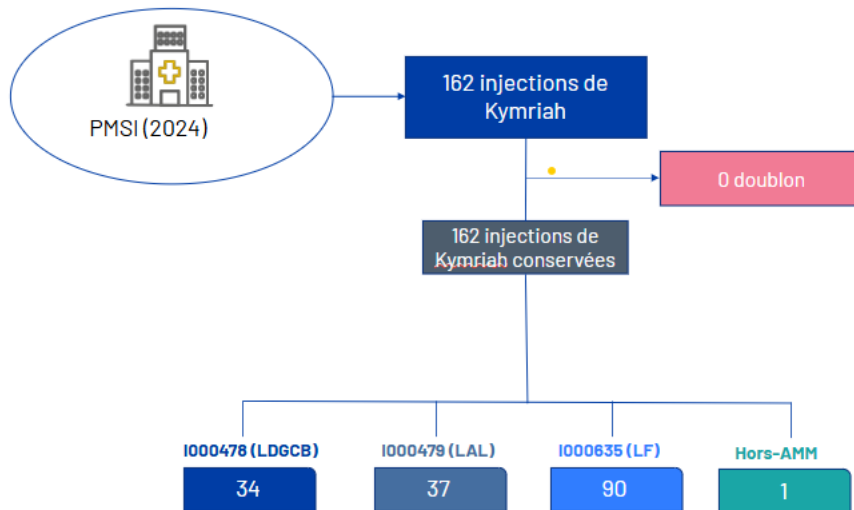 PMSI (2024)
162 injections de
Kymriah
0 doublon
162 injections de
Kymriah conservées
I000478 (LDGCB)
34
I000479 (LAL)
37
I000635 (LF)
90
Hors-AMM
1